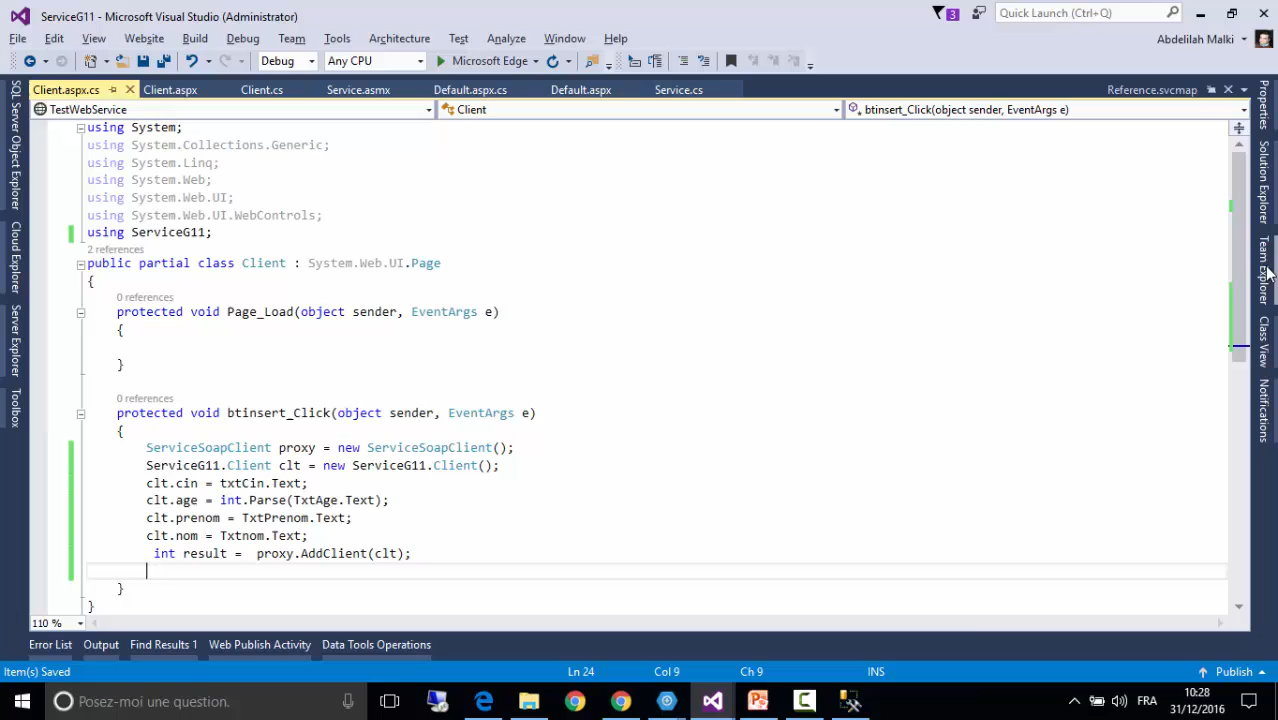 ServiceG11 - Microsoft Visual Studio (Administrator)
3
Quick Launch (Ctrl+Q)
File Edit View Website Build Debug Team Tools Architecture Test Analyze Window Help
Abdelilah Malki
Debug Any CPU Microsoft Edge
Client.aspx.cs Client.aspx Client.cs Service.asmx Default.aspx.cs Default.aspx Service.cs Reference.svcmap
TestWebService Client btinsert_Click(object sender, EventArgs e)
SQL Server Object Explorer
Cloud Explorer
Server Explorer
Toolbox
using System;
using System.Collections.Generic;
using System.Linq;
using System.Web;
using System.Web.UI;
using System.Web.UI.WebControls;
using ServiceG11;
2 references
public partial class Client : System.Web.UI.Page
{
0 references
protected void Page_Load(object sender, EventArgs e)
{
}
0 references
protected void btinsert_Click(object sender, EventArgs e)
{
ServiceSoapClient proxy = new ServiceSoapClient();
ServiceG11.Client clt = new ServiceG11.Client();
clt.cin = txtCin.Text;
clt.age = int.Parse(TxtAge.Text);
clt.prenom = TxtPrenom.Text;
clt.nom = Txtnom.Text;
int result = proxy.AddClient(clt);
}
}
Properties
Solution Explorer
Team Explorer
Class View
Notifications
110 %
Error List Output Find Results 1 Web Publish Activity Data Tools Operations
Item(s) Saved Ln 24 Col 9 Ch 9 INS Publish
Posez-moi une question.
FRA
10:28
31/12/2016